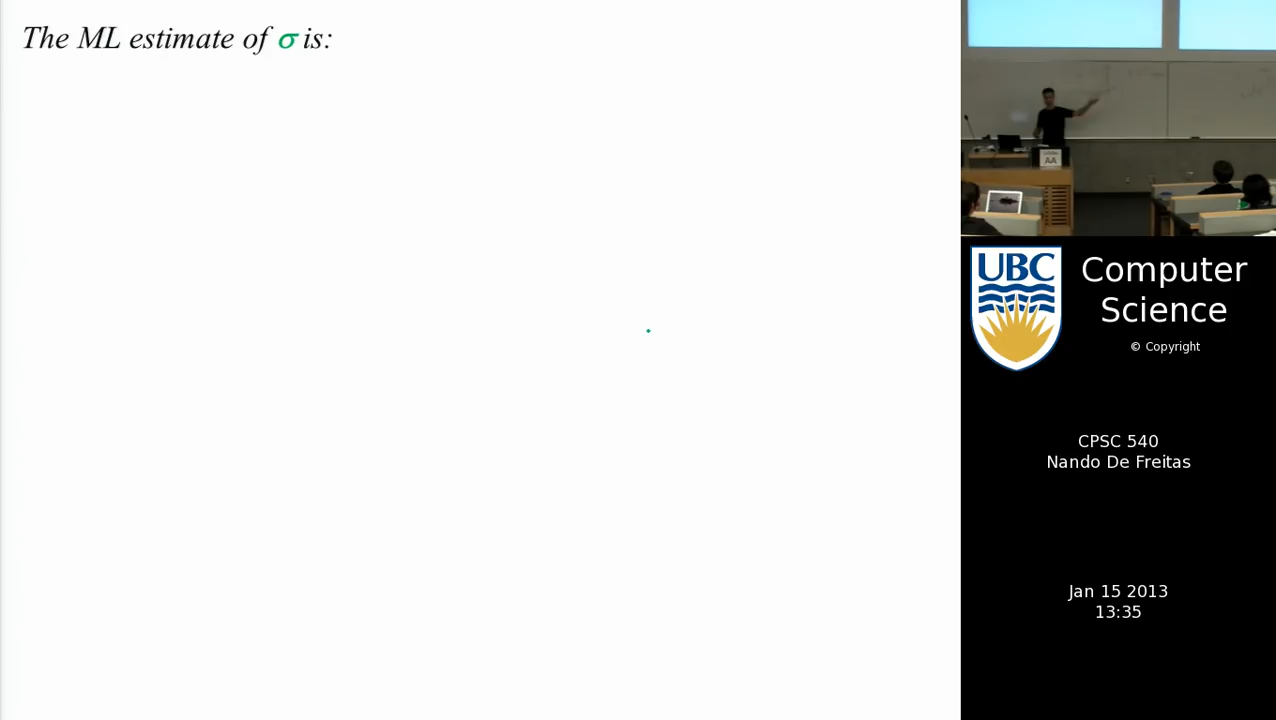 The ML estimate of σ is:
AA
UBC
Computer
Science
© Copyright
CPSC 540
Nando De Freitas
Jan 15 2013
13:35